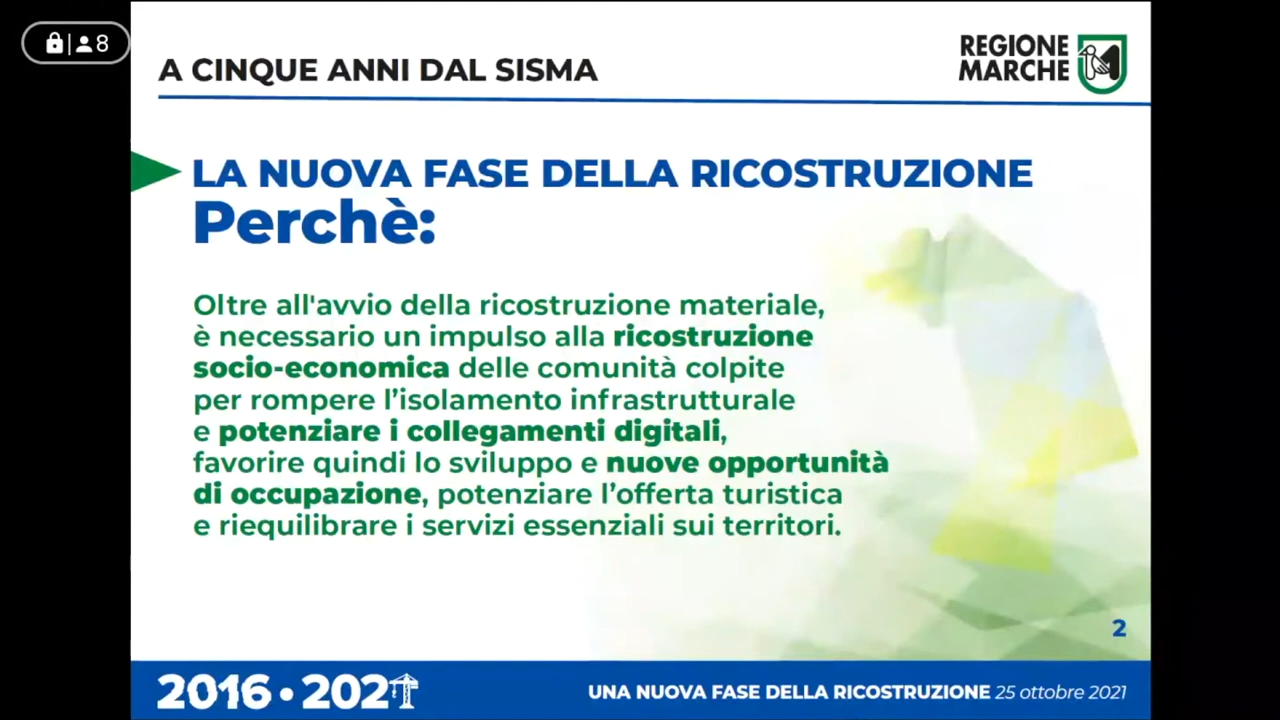 8
A CINQUE ANNI DAL SISMA
REGIONE
MARCHE
LA NUOVA FASE DELLA RICOSTRUZIONE
Perchè:
Oltre all'avvio della ricostruzione materiale,
è necessario un impulso alla ricostruzione
socio-economica delle comunità colpite
per rompere l’isolamento infrastrutturale
e potenziare i collegamenti digitali,
favorire quindi lo sviluppo e nuove opportunità
di occupazione, potenziare l’offerta turistica
e riequilibrare i servizi essenziali sui territori.
2
2016 • 2021
UNA NUOVA FASE DELLA RICOSTRUZIONE 25 ottobre 2021